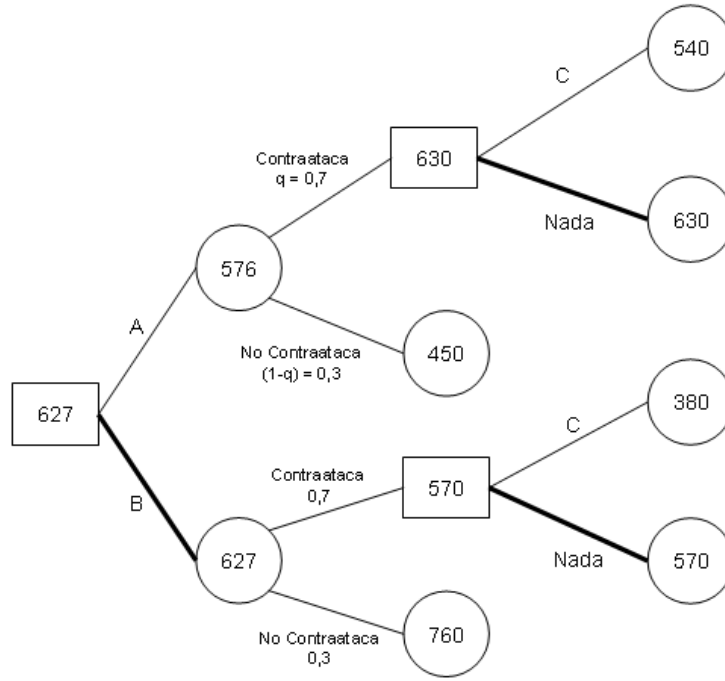 540
C
Contraataca
q = 0,7
630
Nada
630
576
A
No Contraataca
(1-q) = 0,3
450
627
380
C
B
Contraataca
0,7
570
627
Nada
570
No Contraataca
0,3
760